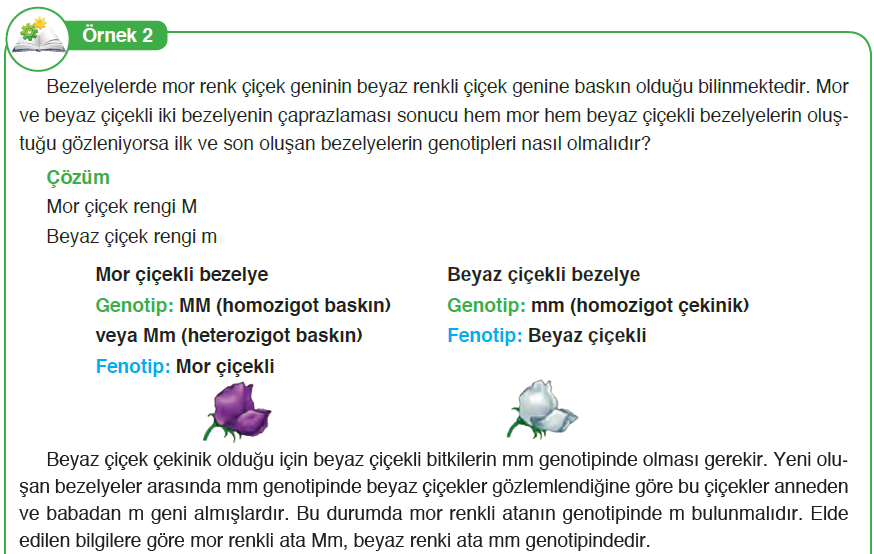 Örnek 2
Bezelyelerde mor renk çiçek geninin beyaz renkli çiçek genine baskın olduğu bilinmektedir. Mor
ve beyaz çiçekli iki bezelyenin çaprazlaması sonucu hem mor hem beyaz çiçekli bezelyelerin oluş-
tuğu gözleniyorsa ilk ve son oluşan bezelyelerin genotipleri nasıl olmalıdır?
Çözüm
Mor çiçek rengi M
Beyaz çiçek rengi m
Mor çiçekli bezelye
Genotip: MM (homozigot baskın)
veya Mm (heterozigot baskın)
Fenotip: Mor çiçekli
Beyaz çiçekli bezelye
Genotip: mm (homozigot çekinik)
Fenotip: Beyaz çiçekli
Beyaz çiçek çekinik olduğu için beyaz çiçekli bitkilerin mm genotipinde olması gerekir. Yeni olu-
şan bezelyeler arasında mm genotipinde beyaz çiçekler gözlemlendiğine göre bu çiçekler anneden
ve babadan m geni almışlardır. Bu durumda mor renkli atanın genotipinde m bulunmalıdır. Elde
edilen bilgilere göre mor renkli ata Mm, beyaz renki ata mm genotipindedir.